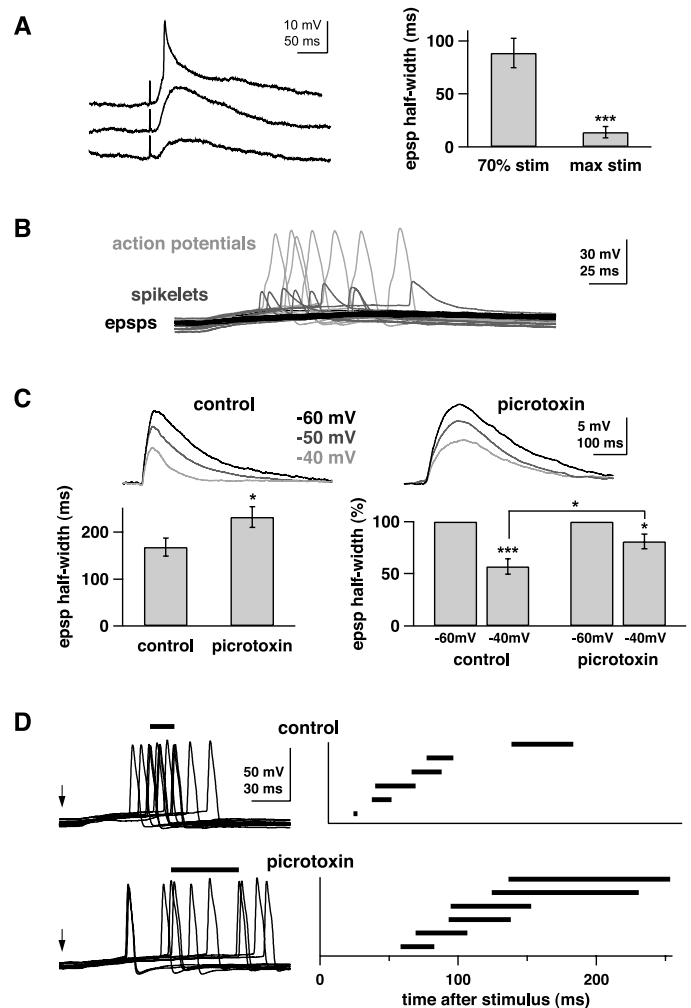 A
10 mV
50 ms
epsp half-width (ms)
100
50
0
***
70% stim
max stim
B
action potentials
spikelets
epsps
30 mV
25 ms
C
control
-60 mV
-50 mV
-40 mV
picrotoxin
5 mV
100 ms
epsp half-width (ms)
200
100
0
*
control
picrotoxin
epsp half-width (%)
100
50
0
***
*
*
-60mV
-40mV
-60mV
-40mV
control
picrotoxin
D
control
50 mV
30 ms
picrotoxin
0
100
200
time after stimulus (ms)